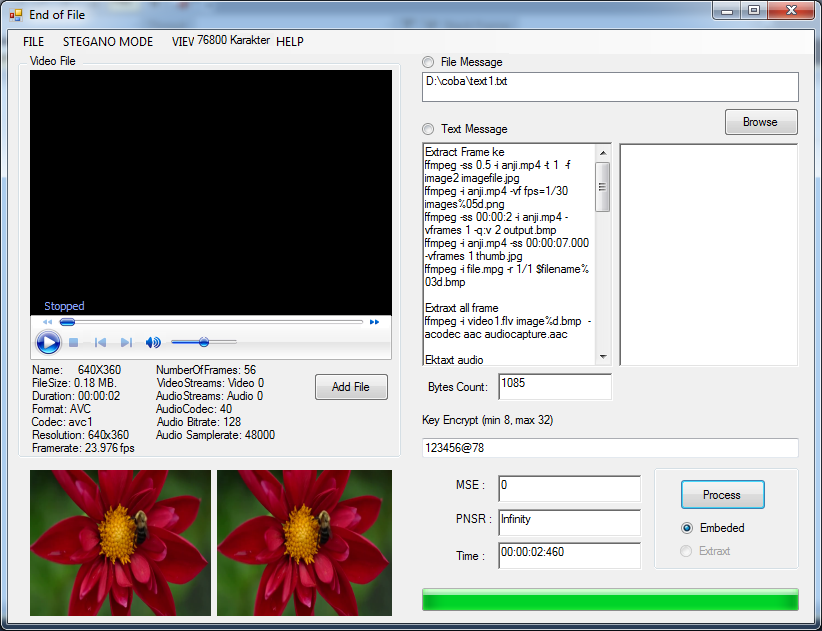 End of File
FILE STEGANO MODE VIEW 76800 Karakter HELP
Video File
Stopped
Name: 640X360
FileSize: 0.18 MB.
Duration: 00:00:02
Format: AVC
Codec: avc1
Resolution: 640x360
Framerate: 23.976 fps
NumberOfFrames: 56
VideoStreams: Video 0
AudioStreams: Audio 0
AudioCodec: 40
Audio Bitrate: 128
Audio Samplerate: 48000
Add File
File Message
D:\coba\text1.txt
Browse
Text Message
Extract Frame ke
ffmpeg -ss 0.5 -i anji.mp4 -t 1 -f
image2 imagefile.jpg
ffmpeg -i anji.mp4 -vf fps=1/30
images%05d.png
ffmpeg -ss 00:00:2 -i anji.mp4 -
vframes 1 -q:v 2 output.bmp
ffmpeg -i anji.mp4 -ss 00:00:07.000
-vframes 1 thumb.jpg
ffmpeg -i file.mpg -r 1/1 $filename%
03d.bmp
Extraxt all frame
ffmpeg -i video1.flv image%d.bmp -
acodec aac audiocapture.aac
Ektaxt audio
Bytes Count: 1085
Key Encrypt (min 8, max 32)
123456@78
MSE : 0
PNSR : Infinity
Time : 00:00:02:460
Process
Embeded
Extraxt